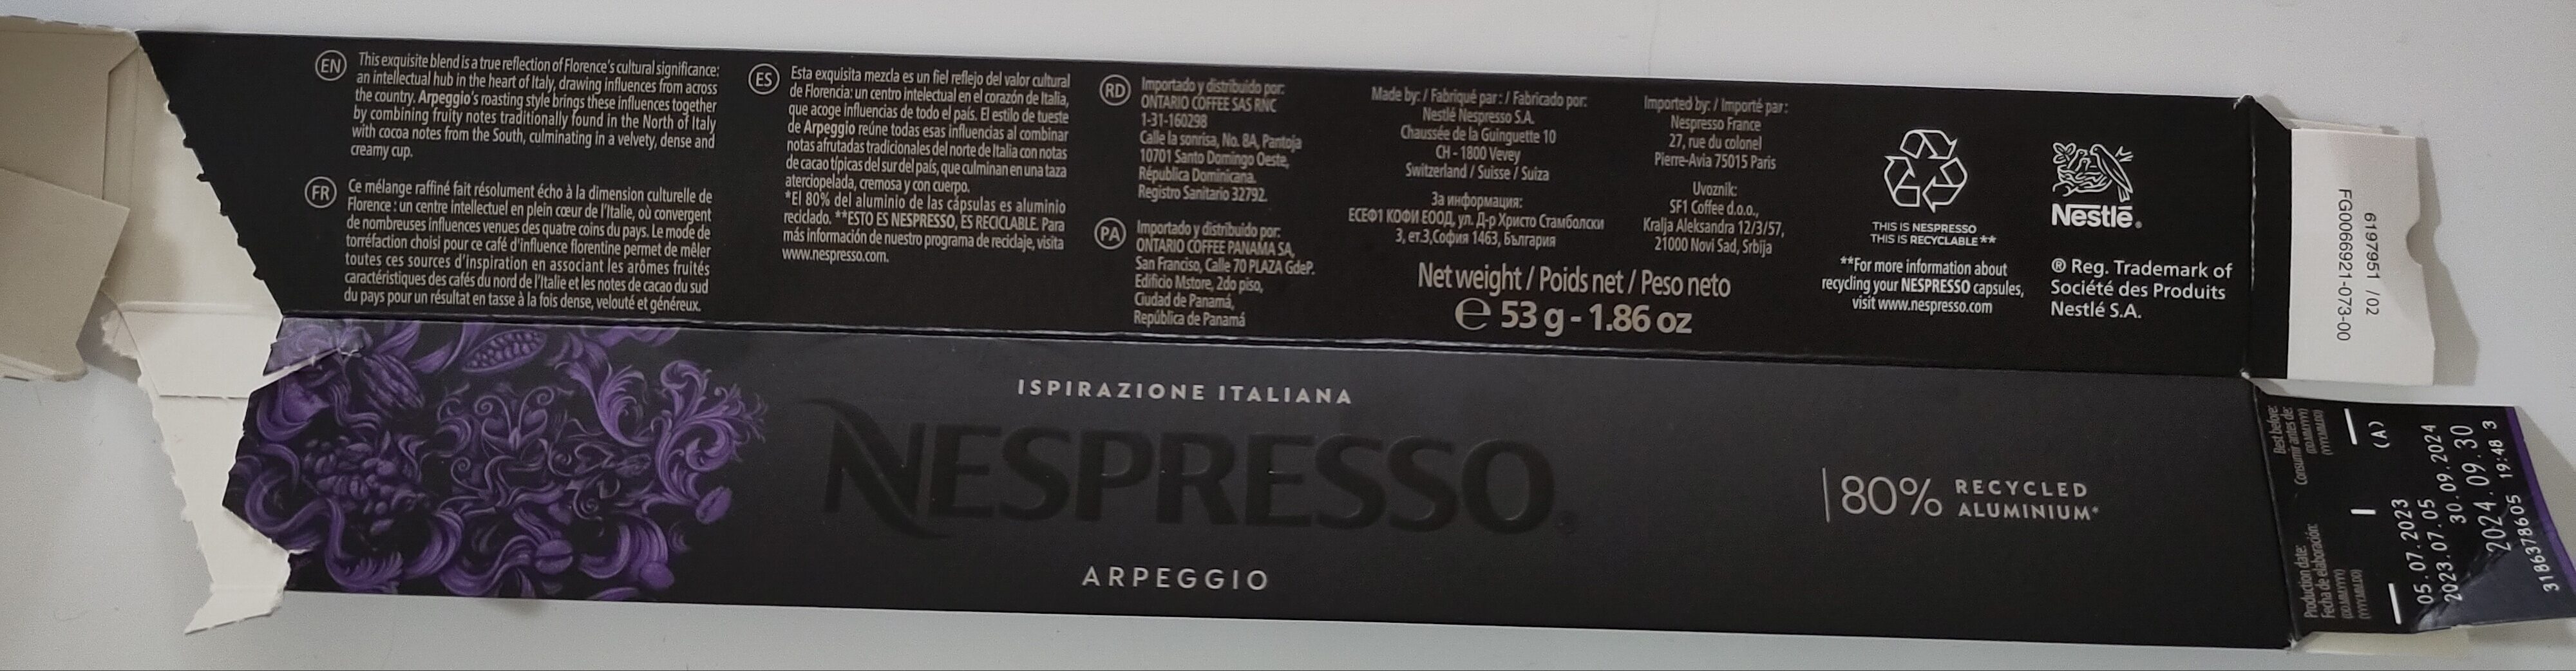 EN
This exquisite blend is a true reflection of Florence's cultural significance:
an intellectual hub in the heart of Italy, drawing influences from across
the country. Arpeggio's roasting style brings these influences together
by combining fruity notes traditionally found in the North of Italy
with cocoa notes from the South, culminating in a velvety, dense and
creamy cup.
FR
Ce mélange raffiné fait résolument écho à la dimension culturelle de
Florence : un centre intellectuel en plein cœur de l'Italie, où convergent
de nombreuses influences venues des quatre coins du pays. Le mode de
torréfaction choisi pour ce café d'influence florentine permet de mêler
toutes ces sources d'inspiration en associant les arômes fruités
caractéristiques des cafés du nord de l'Italie et les notes de cacao du sud
du pays pour un résultat en tasse à la fois dense, velouté et généreux.
ES
Esta exquisita mezcla es un fiel reflejo del valor cultural
de Florencia: un centro intelectual en el corazón de Italia,
que acoge influencias de todo el país. El estilo de tueste
de Arpeggio reúne todas esas influencias al combinar
notas afrutadas tradicionales del norte de Italia con notas
de cacao típicas del sur del país, que culminan en una taza
aterciopelada, cremosa y con cuerpo.
*El 80% del aluminio de las cápsulas es aluminio
reciclado. **ESTO ES NESPRESSO, ES RECICLABLE. Para
más información de nuestro programa de reciclaje, visita
www.nespresso.com.
RD
Importado y distribuido por:
ONTARIO COFFEE SAS RNC
1-31-160298
Calle la sonrisa, No. 8A, Pantoja
10701 Santo Domingo Oeste,
Républica Dominicana.
Registro Sanitario 32792.
PA
Importado y distribuido por:
ONTARIO COFFEE PANAMA SA,
San Franciso, Calle 70 PLAZA GdeP.
Edificio Mstore, 2do piso,
Ciudad de Panamá,
República de Panamá
Made by: / Fabriqué par : / Fabricado por:
Nestlé Nespresso S.A.
Chaussée de la Guinguette 10
CH - 1800 Vevey
Switzerland / Suisse / Suiza
За информация:
ЕСЕФ1 КОФИ ЕООД, ул. Д-р Христо Стамболски
3, ет.3,София 1463, България
Imported by: / Importé par :
Nespresso France
27, rue du colonel
Pierre-Avia 75015 Paris
Uvoznik:
SF1 Coffee d.o.o.,
Kralja Aleksandra 12/3/57,
21000 Novi Sad, Srbija
Net weight / Poids net / Peso neto
℮ 53 g - 1.86 oz
THIS IS NESPRESSO
THIS IS RECYCLABLE**
**For more information about
recycling your NESPRESSO capsules,
visit www.nespresso.com
Nestlé®
® Reg. Trademark of
Société des Produits
Nestlé S.A.
6197951 /02
FG0066921-073-00
ISPIRAZIONE ITALIANA
NESPRESSO®
ARPEGGIO
80% RECYCLED
ALUMINIUM*
Best before:
Consumir antes de:
(DD.MM.YYYY)
(YYYY.MM.DD)
Production date:
Fecha de elaboración:
(DD.MM.YYYY)
(YYYY.MM.DD)
(A)
05.07.2023
2023.07.05
30.09.2024
2024.09.30
3186378605 19:48 3